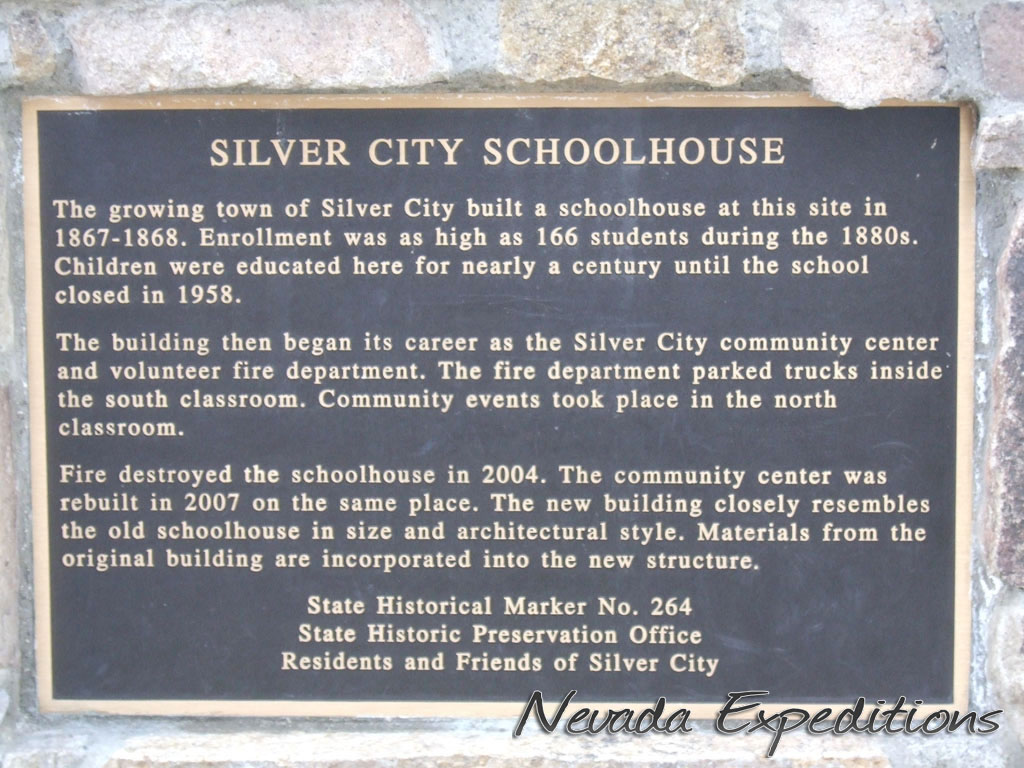 SILVER CITY SCHOOLHOUSE
The growing town of Silver City built a schoolhouse at this site in
1867-1868. Enrollment was as high as 166 students during the 1880s.
Children were educated here for nearly a century until the school
closed in 1958.
The building then began its career as the Silver City community center
and volunteer fire department. The fire department parked trucks inside
the south classroom. Community events took place in the north
classroom.
Fire destroyed the schoolhouse in 2004. The community center was
rebuilt in 2007 on the same place. The new building closely resembles
the old schoolhouse in size and architectural style. Materials from the
original building are incorporated into the new structure.
State Historical Marker No. 264
State Historic Preservation Office
Residents and Friends of Silver City
Nevada Expeditions